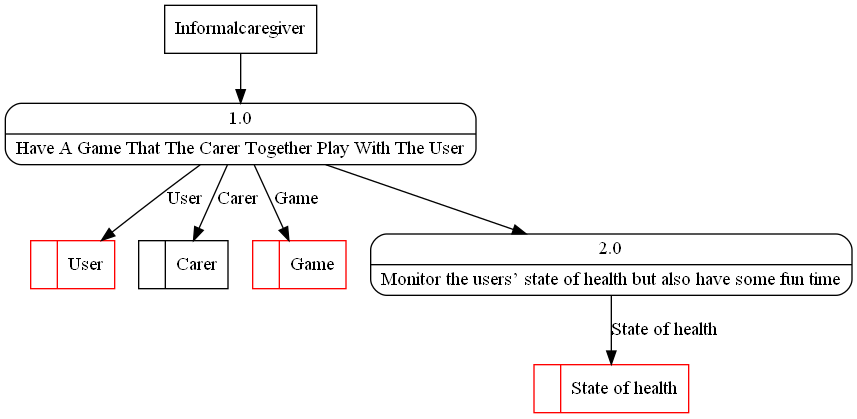 Informalcaregiver
1.0
Have A Game That The Carer Together Play With The User
User
Carer
Game
User
Carer
Game
2.0
Monitor the users’ state of health but also have some fun time
State of health
State of health